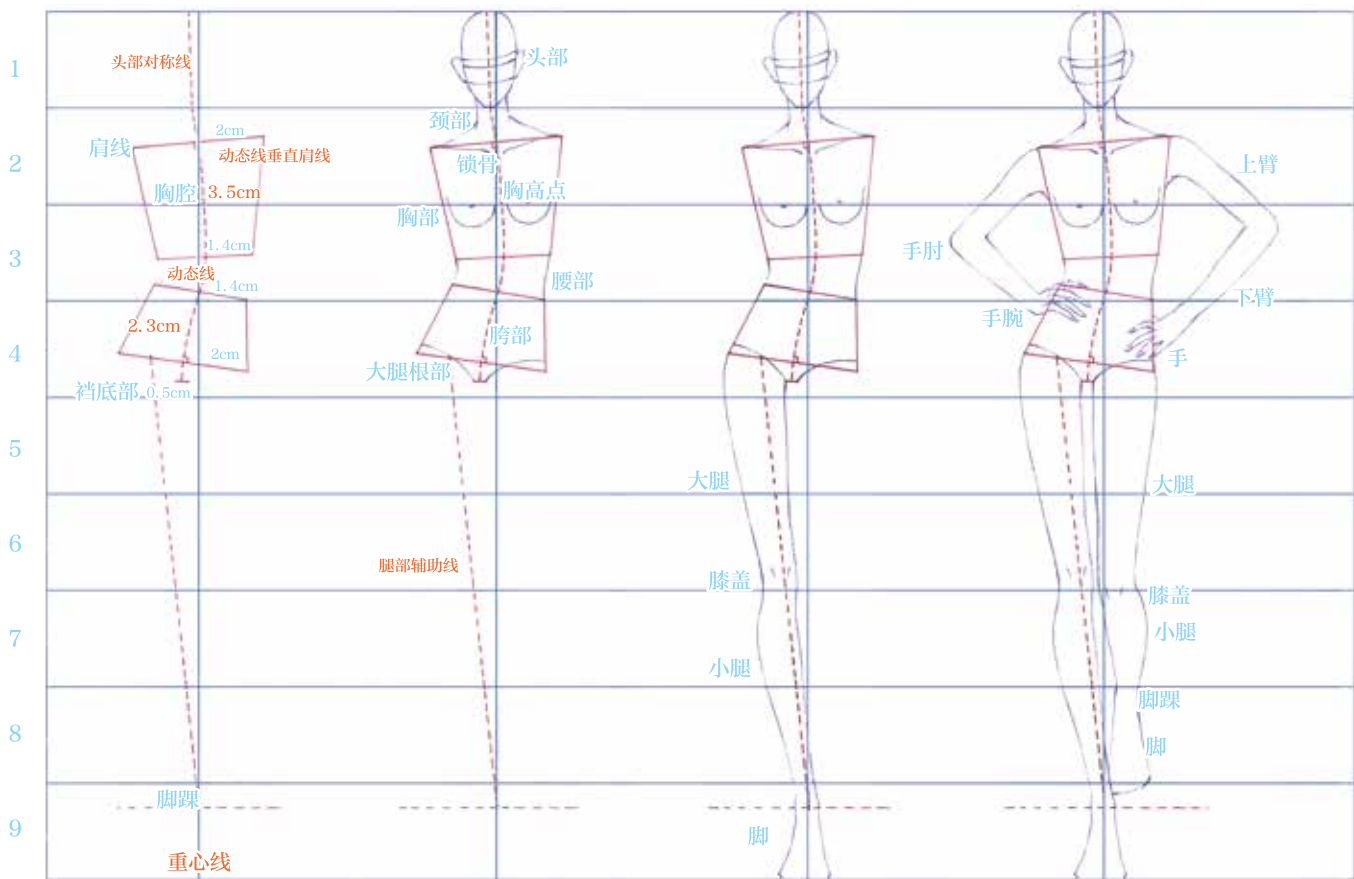 1
2
3
4
5
6
7
8
9
头部对称线
2cm
肩线
动态线垂直肩线
胸腔
3.5cm
1.4cm
动态线
1.4cm
2.3cm
2cm
裆底部
0.5cm
脚踝
重心线
头部
颈部
锁骨
胸高点
胸部
腰部
胯部
大腿根部
腿部辅助线
大腿
膝盖
小腿
脚
上臂
手肘
下臂
手腕
手
大腿
膝盖
小腿
脚踝
脚